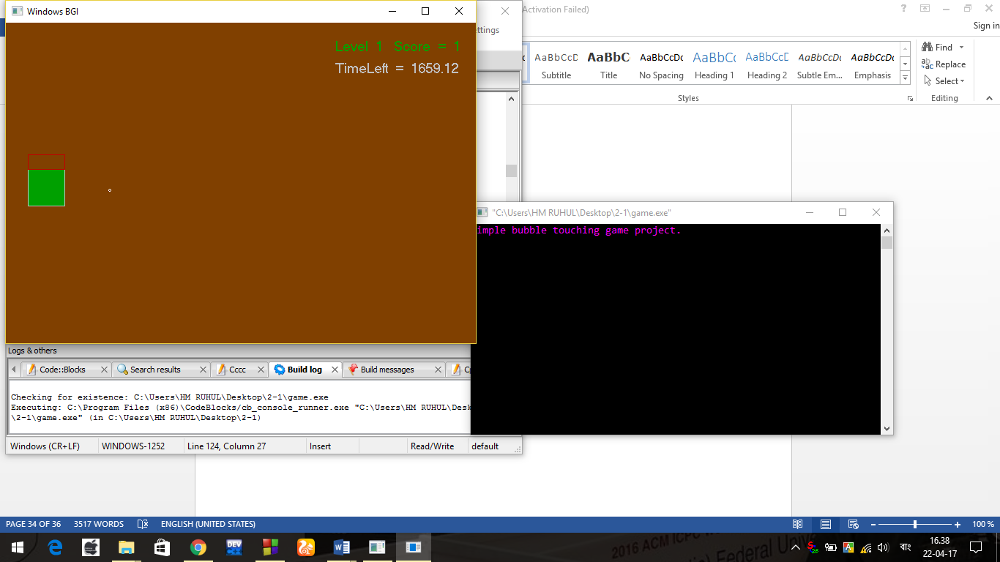 Windows BGI
Level 1 Score = 1
TimeLeft = 1659.12
ettings
Activation Failed)
Sign in
AaBbCcD AaBbC AaBbCcDc AaBbCc AaBbCcD AaBbCcDc AaBbCcDc
Subtitle Title No Spacing Heading 1 Heading 2 Subtle Em... Emphasis
Styles
Find
Replace
Select
Editing
"C:\Users\HM RUHUL\Desktop\2-1\game.exe"
imple bubble touching game project.
Logs & others
Code::Blocks Search results Cccc Build log Build messages
Checking for existence: C:\Users\HM RUHUL\Desktop\2-1\game.exe
Executing: C:\Program Files (x86)\CodeBlocks/cb_console_runner.exe "C:\Users\HM RUHUL\Desk
\2-1\game.exe" (in C:\Users\HM RUHUL\Desktop\2-1)
Windows (CR+LF) WINDOWS-1252 Line 124, Column 27 Insert Read/Write default
PAGE 34 OF 36 3517 WORDS ENGLISH (UNITED STATES) 100 %
DEV
2016 ACM ICPC
Federal
বাং
16.38
22-04-17